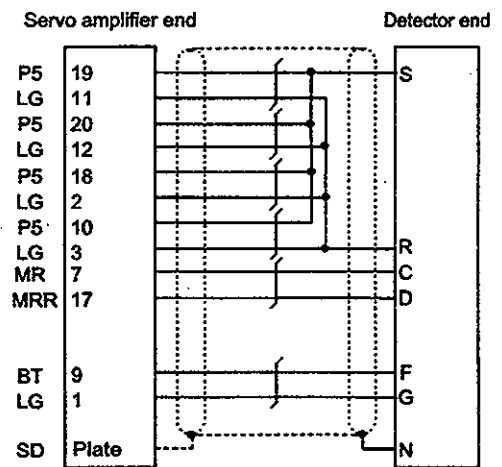 Servo amplifier end Detector end
P5 19 S
LG 11
P5 20
LG 12
P5 18
LG 2
P5 10
LG 3 R
MR 7 C
MRR 17 D
BT 9 F
LG 1 G
SD Plate N